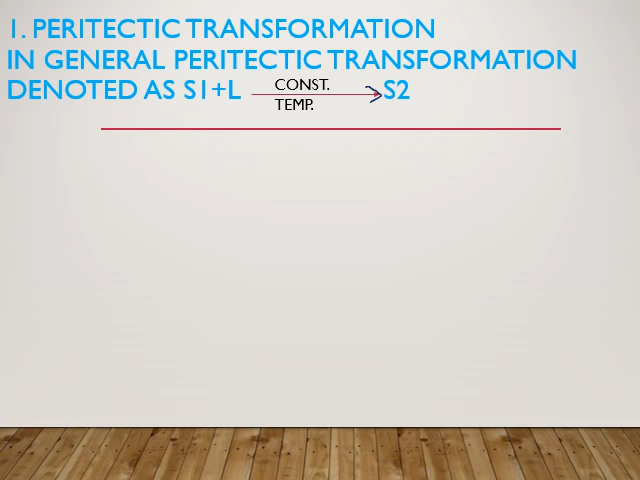 1. PERITECTIC TRANSFORMATION
IN GENERAL PERITECTIC TRANSFORMATION
DENOTED AS S1+L CONST. TEMP. S2